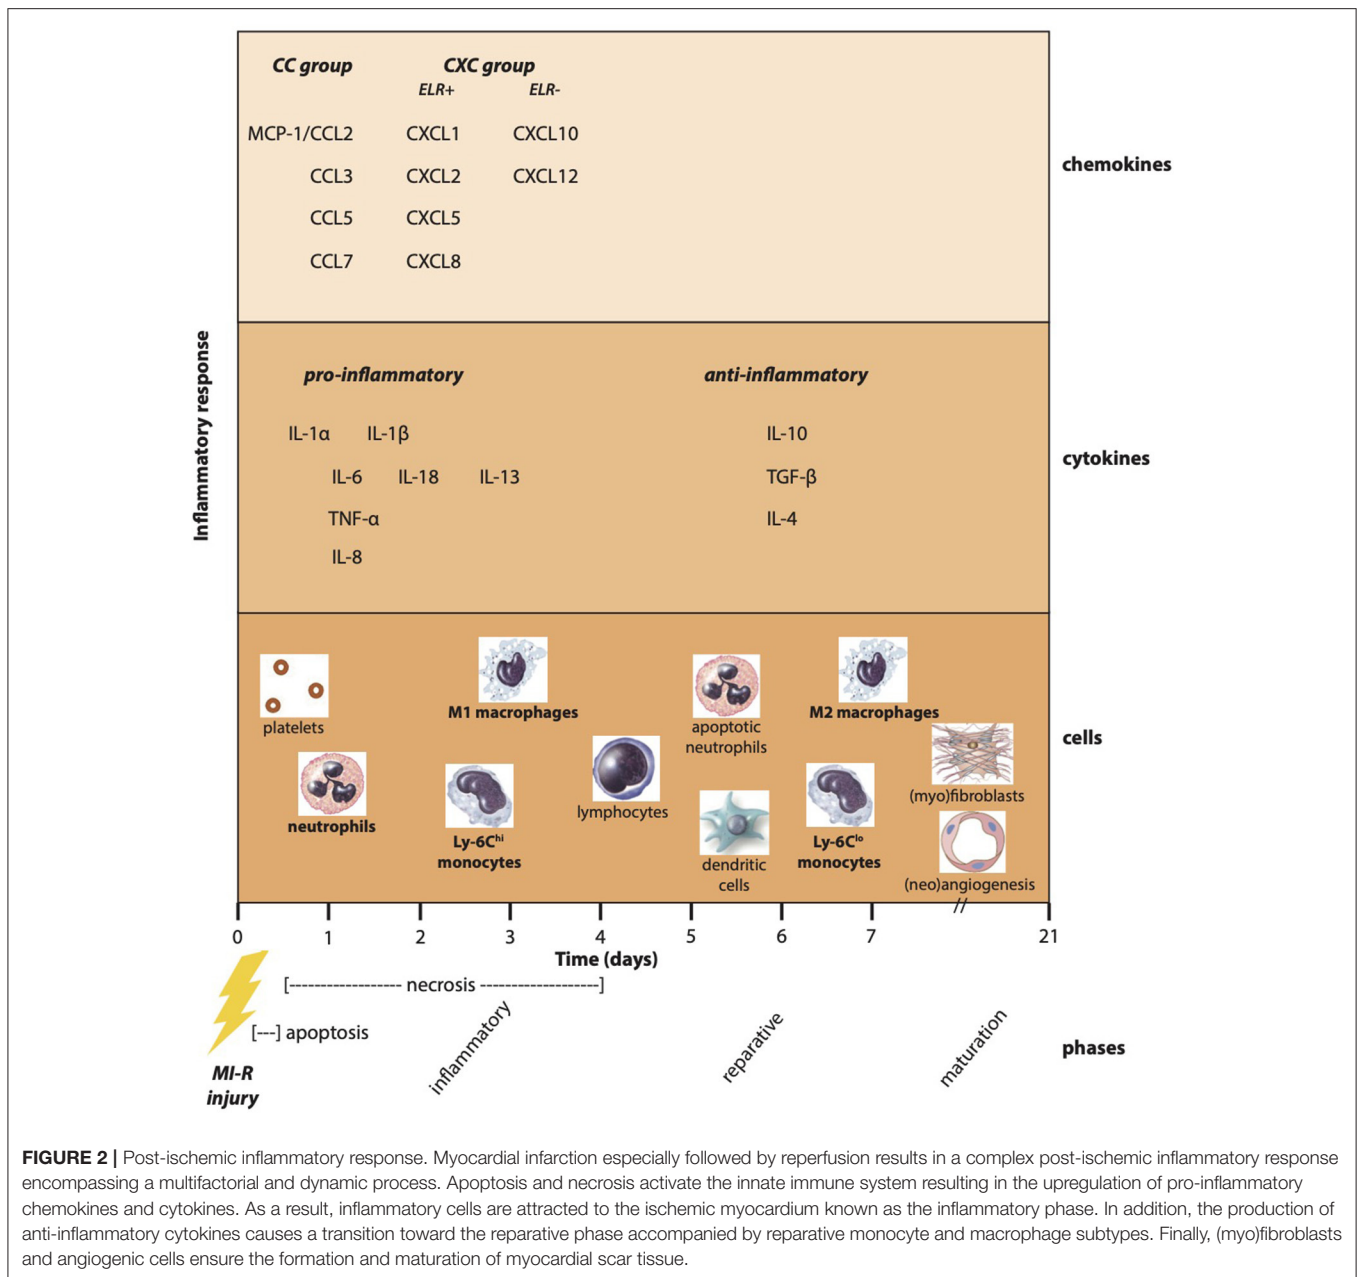 CC group CXC group
ELR+ ELR-
MCP-1/CCL2 CXCL1 CXCL10
CCL3 CXCL2 CXCL12
CCL5 CXCL5
CCL7 CXCL8
chemokines
Inflammatory response
pro-inflammatory anti-inflammatory
IL-1α IL-1β IL-10
IL-6 IL-18 IL-13 TGF-β
TNF-α IL-4
IL-8
cytokines
platelets
M1 macrophages
apoptotic
neutrophils
M2 macrophages
neutrophils
Ly-6Chi
monocytes
lymphocytes
dendritic
cells
Ly-6Clo
monocytes
(myo)fibroblasts
(neo)angiogenesis
cells
//
0 1 2 3 4 5 6 7 21
Time (days)
[------------------ necrosis -------------------]
[---] apoptosis
MI-R
injury
inflammatory
reparative
maturation
phases
FIGURE 2 | Post-ischemic inflammatory response. Myocardial infarction especially followed by reperfusion results in a complex post-ischemic inflammatory response
encompassing a multifactorial and dynamic process. Apoptosis and necrosis activate the innate immune system resulting in the upregulation of pro-inflammatory
chemokines and cytokines. As a result, inflammatory cells are attracted to the ischemic myocardium known as the inflammatory phase. In addition, the production of
anti-inflammatory cytokines causes a transition toward the reparative phase accompanied by reparative monocyte and macrophage subtypes. Finally, (myo)fibroblasts
and angiogenic cells ensure the formation and maturation of myocardial scar tissue.